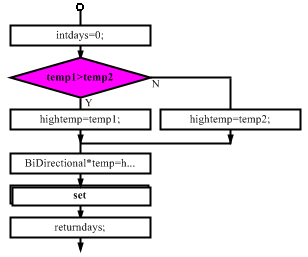 intdays=0;
temp1>temp2
N
Y
hightemp=temp1;
hightemp=temp2;
BiDirectional*temp=h...
set
returndays;